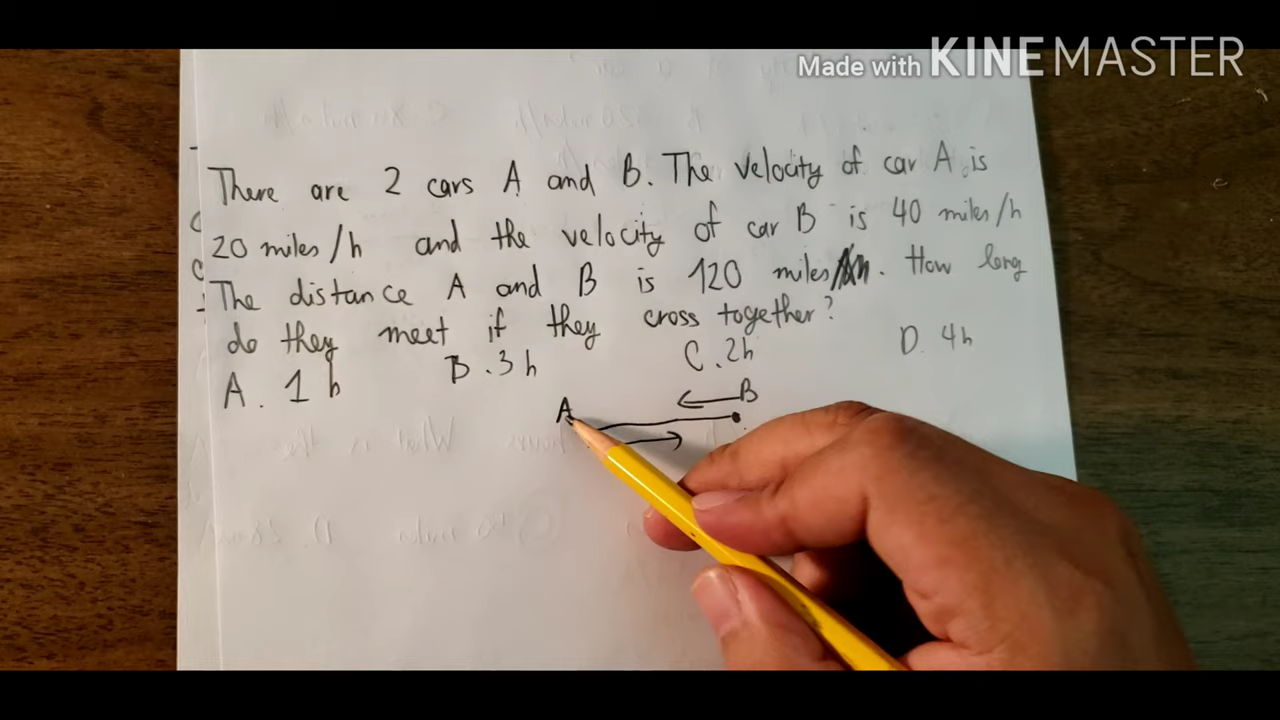 Made with KINEMASTER
There are 2 cars A and B. The velocity of car A is
20 miles/h and the velocity of car B is 40 miles/h
The distance A and B is 120 miles. How long
do they meet if they cross together?
A. 1 h B. 3 h C. 2h D. 4h
A B